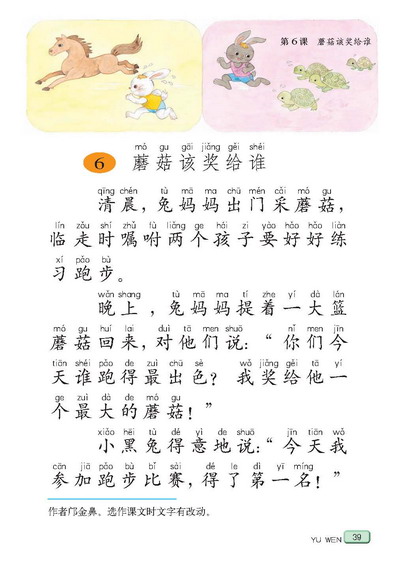 第6课 蘑菇该奖给谁
mó gu gāi jiǎng gěi shéi
6 蘑菇该奖给谁
qīng chén tù mā ma chū mén cǎi mó gu
清晨，兔妈妈出门采蘑菇，
lín zǒu shí zhǔ fù liǎng ge hái zi yào hǎo hǎo liàn
临走时嘱咐两个孩子要好好练
xí pǎo bù
习跑步。
wǎn shang tù mā ma tí zhe yí dà lán
晚上，兔妈妈提着一大篮
mó gu huí lai duì tā men shuō nǐ men jīn
蘑菇回来，对他们说：“你们今
tiān shéi pǎo de zuì chū sè wǒ jiǎng gěi tā yí
天谁跑得最出色？我奖给他一
ge zuì dà de mó gu
个最大的蘑菇！”
xiǎo hēi tù dé yì de shuō jīn tiān wǒ
小黑兔得意地说：“今天我
cān jiā pǎo bù bǐ sài dé le dì yī míng
参加跑步比赛，得了第一名！”
作者邝金鼻。选作课文时文字有改动。
YU WEN 39